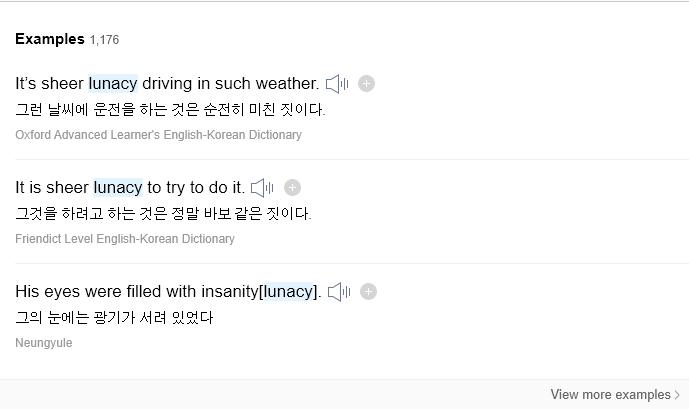 Examples 1,176
It's sheer lunacy driving in such weather.
그런 날씨에 운전을 하는 것은 순전히 미친 짓이다.
Oxford Advanced Learner's English-Korean Dictionary
It is sheer lunacy to try to do it.
그것을 하려고 하는 것은 정말 바보 같은 짓이다.
Friendict Level English-Korean Dictionary
His eyes were filled with insanity[lunacy].
그의 눈에는 광기가 서려 있었다
Neungyule
View more examples